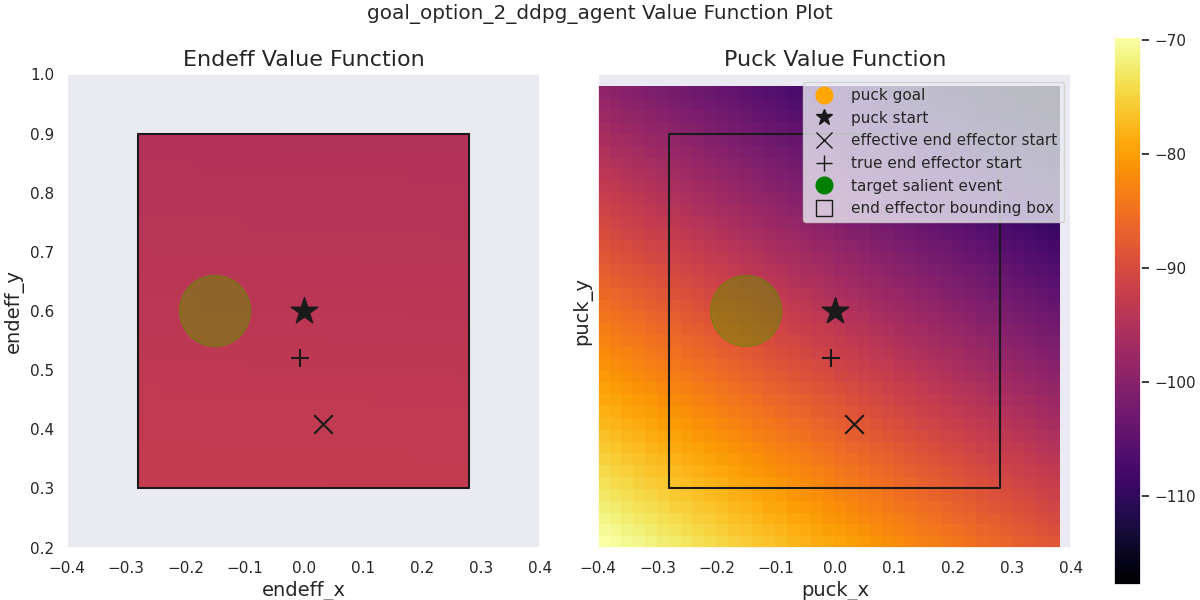 goal_option_2_ddpg_agent Value Function Plot
Endeff Value Function
1.0
0.9
0.8
0.7
0.6
0.5
0.4
0.3
0.2
endeff_y
−0.4 −0.3 −0.2 −0.1 0.0 0.1 0.2 0.3 0.4
endeff_x
Puck Value Function
puck goal
puck start
effective end effector start
true end effector start
target salient event
end effector bounding box
puck_y
−0.4 −0.3 −0.2 −0.1 0.0 0.1 0.2 0.3 0.4
puck_x
−70
−80
−90
−100
−110